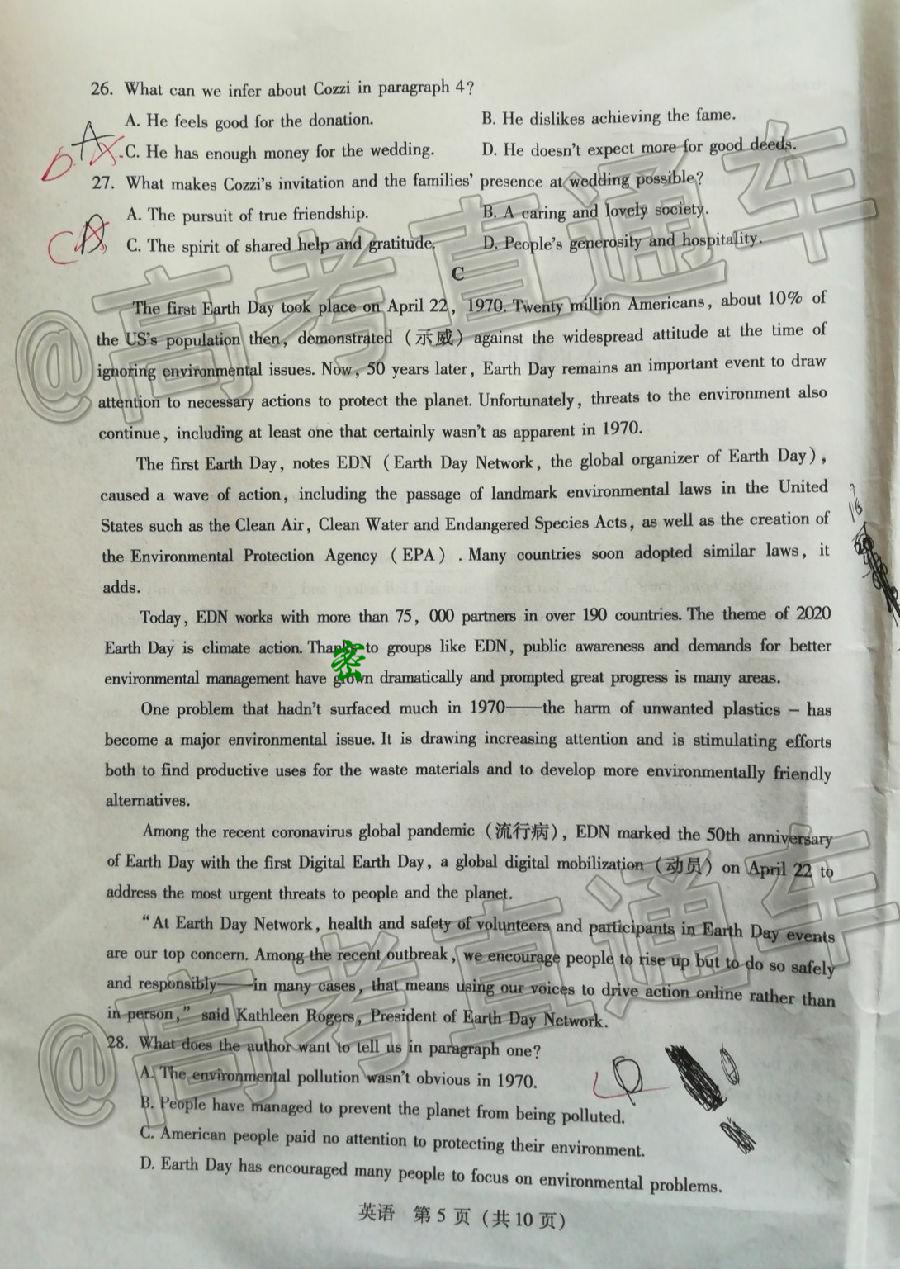 26. What can we infer about Cozzi in paragraph 4?
A. He feels good for the donation. B. He dislikes achieving the fame.
D A C. He has enough money for the wedding. D. He doesn't expect more for good deeds.
27. What makes Cozzi's invitation and the families' presence at wedding possible?
A. The pursuit of true friendship. B. A caring and lovely society.
C C. The spirit of shared help and gratitude. D. People's generosity and hospitality.
C
The first Earth Day took place on April 22, 1970. Twenty million Americans, about 10% of
the US's population then, demonstrated (示威) against the widespread attitude at the time of
ignoring environmental issues. Now, 50 years later, Earth Day remains an important event to draw
attention to necessary actions to protect the planet. Unfortunately, threats to the environment also
continue, including at least one that certainly wasn't as apparent in 1970.
The first Earth Day, notes EDN (Earth Day Network, the global organizer of Earth Day),
caused a wave of action, including the passage of landmark environmental laws in the United
States such as the Clean Air, Clean Water and Endangered Species Acts, as well as the creation of
the Environmental Protection Agency (EPA) . Many countries soon adopted similar laws, it
adds.
Today, EDN works with more than 75, 000 partners in over 190 countries. The theme of 2020
Earth Day is climate action. Thanks to groups like EDN, public awareness and demands for better
密
environmental management have grown dramatically and prompted great progress is many areas.
One problem that hadn't surfaced much in 1970——the harm of unwanted plastics – has
become a major environmental issue. It is drawing increasing attention and is stimulating efforts
both to find productive uses for the waste materials and to develop more environmentally friendly
alternatives.
Among the recent coronavirus global pandemic (流行病), EDN marked the 50th anniversary
of Earth Day with the first Digital Earth Day, a global digital mobilization (动员) on April 22 to
address the most urgent threats to people and the planet.
"At Earth Day Network, health and safety of volunteers and participants in Earth Day events
are our top concern. Among the recent outbreak, we encourage people to rise up but to do so safely
and responsibly——in many cases, that means using our voices to drive action online rather than
in person," said Kathleen Rogers, President of Earth Day Network.
28. What does the author want to tell us in paragraph one?
A. The environmental pollution wasn't obvious in 1970.
B. People have managed to prevent the planet from being polluted.
C. American people paid no attention to protecting their environment.
D. Earth Day has encouraged many people to focus on environmental problems.
英语 第 5 页 (共 10 页)
@高考直通车
@高考直通车